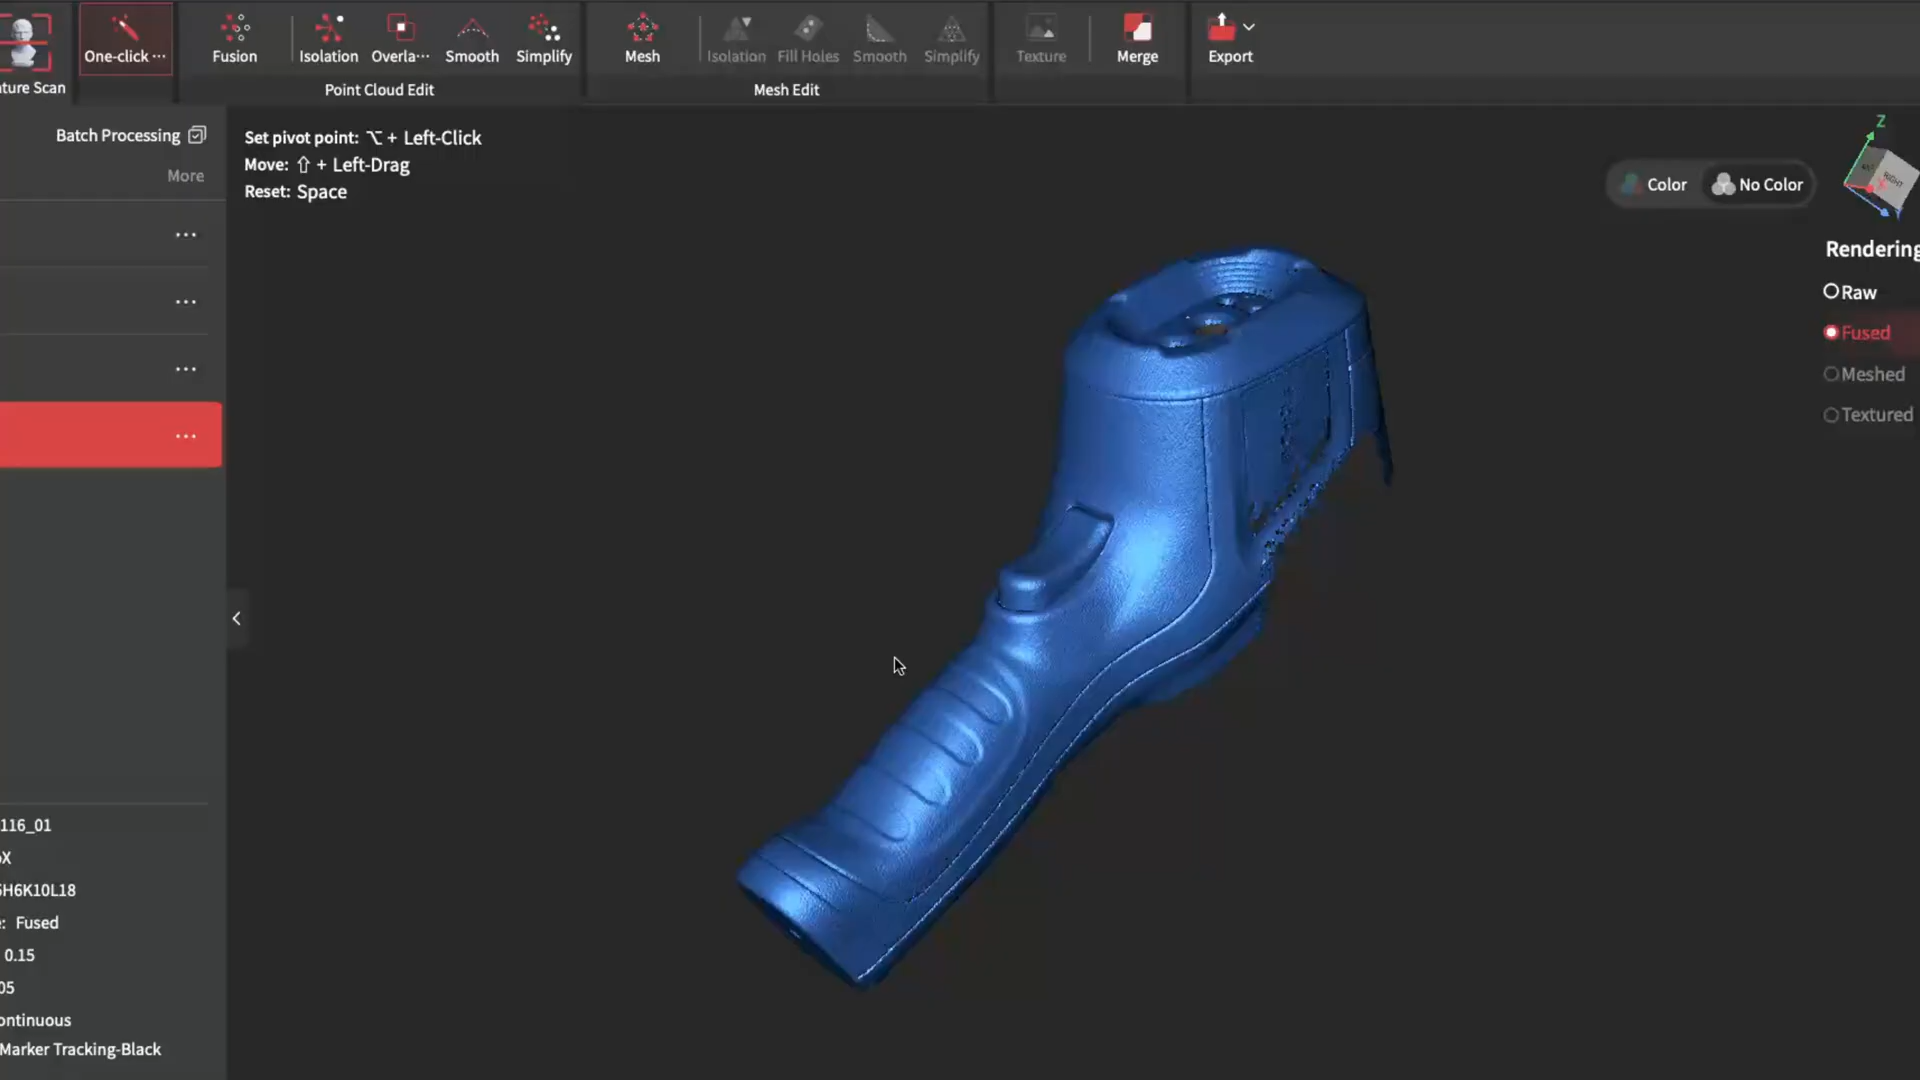 One-click ···
Fusion
Isolation
Overla···
Smooth
Simplify
Mesh
Isolation
Fill Holes
Smooth
Simplify
Texture
Merge
Export
ture Scan
Point Cloud Edit
Mesh Edit
Batch Processing
More
Set pivot point: ⌥ + Left-Click
Move: ⇧ + Left-Drag
Reset: Space
Color
No Color
Z
RIGHT
X
Rendering
Raw
Fused
Meshed
Textured
116_01
X
H6K10L18
: Fused
0.15
05
ontinuous
Marker Tracking-Black